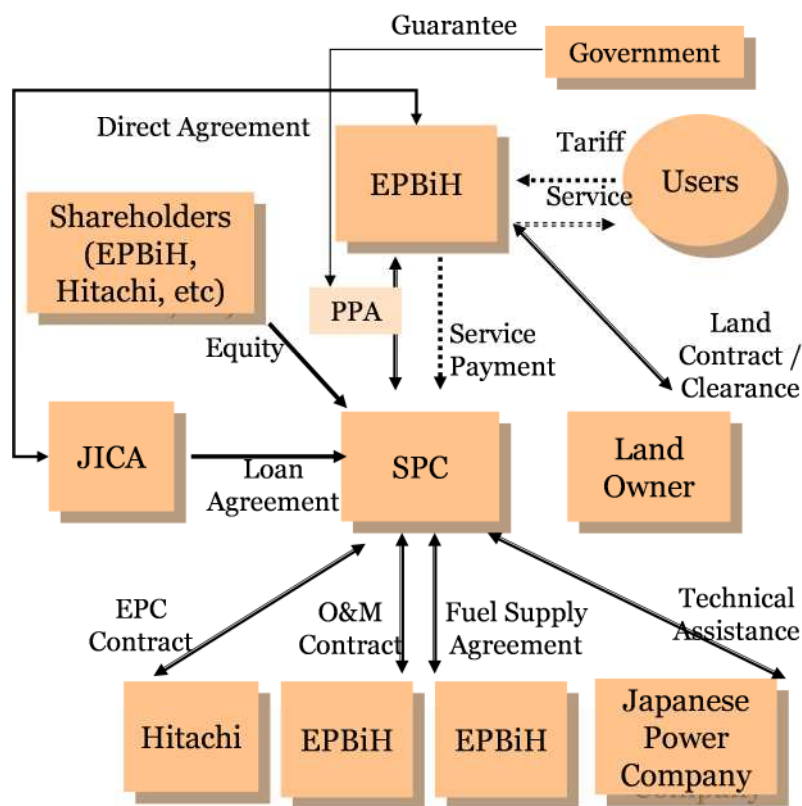 Guarantee
Government
Direct Agreement
EPBiH
Tariff
Service
Users
Shareholders
(EPBiH,
Hitachi, etc)
PPA
Equity
Service
Payment
Land
Contract /
Clearance
JICA
Loan
Agreement
SPC
Land
Owner
EPC
Contract
O&M
Contract
Fuel Supply
Agreement
Technical
Assistance
Hitachi
EPBiH
EPBiH
Japanese
Power
Company